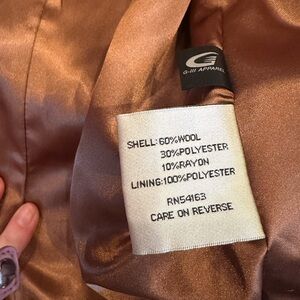 G
G-III APPAREL
SHELL:60%WOOL
30%POLYESTER
10%RAYON
LINING:100%POLYESTER
RN54163
CARE ON REVERSE